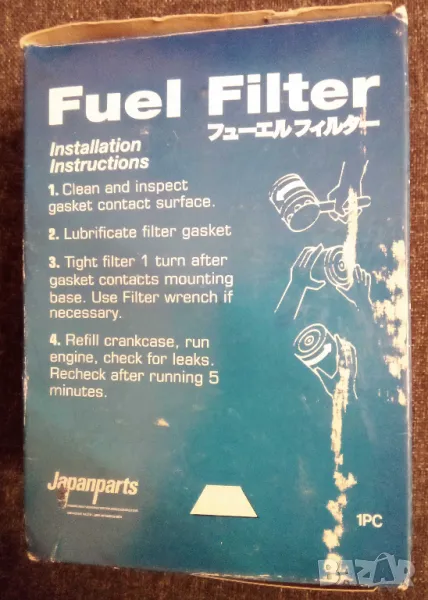 Fuel Filter
フューエルフィルター
Installation
Instructions
1. Clean and inspect
gasket contact surface.
2. Lubrificate filter gasket
3. Tight filter 1 turn after
gasket contacts mounting
base. Use Filter wrench if
necessary.
4. Refill crankcase, run
engine, check for leaks.
Recheck after running 5
minutes.
Japanparts
1PC
BAZAR